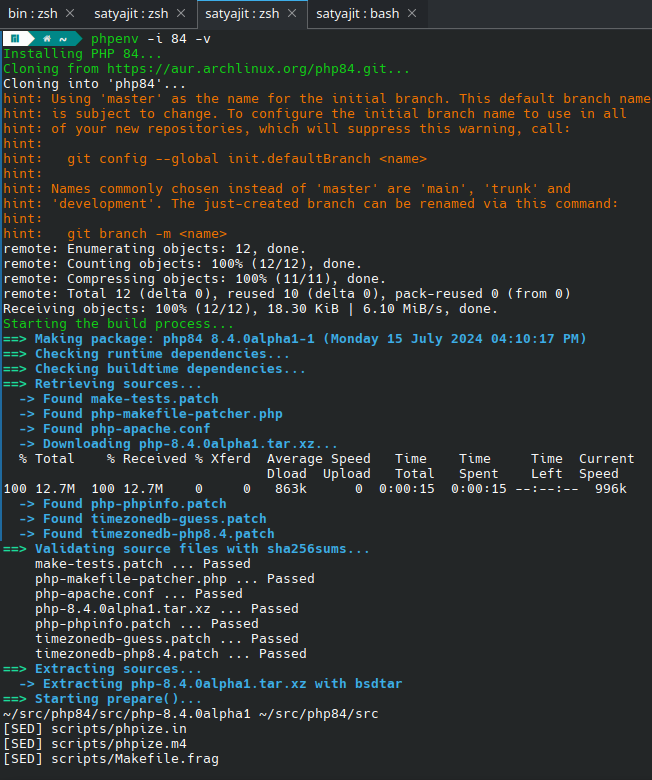 bin : zsh × satyajit : zsh × satyajit : zsh × satyajit : bash ×
~ phpenv -i 84 -v
Installing PHP 84...
Cloning from https://aur.archlinux.org/php84.git...
Cloning into 'php84'...
hint: Using 'master' as the name for the initial branch. This default branch name
hint: is subject to change. To configure the initial branch name to use in all
hint: of your new repositories, which will suppress this warning, call:
hint:
hint:   git config --global init.defaultBranch <name>
hint:
hint: Names commonly chosen instead of 'master' are 'main', 'trunk' and
hint: 'development'. The just-created branch can be renamed via this command:
hint:
hint:   git branch -m <name>
remote: Enumerating objects: 12, done.
remote: Counting objects: 100% (12/12), done.
remote: Compressing objects: 100% (11/11), done.
remote: Total 12 (delta 0), reused 10 (delta 0), pack-reused 0 (from 0)
Receiving objects: 100% (12/12), 18.30 KiB | 6.10 MiB/s, done.
Starting the build process...
==> Making package: php84 8.4.0alpha1-1 (Monday 15 July 2024 04:10:17 PM)
==> Checking runtime dependencies...
==> Checking buildtime dependencies...
==> Retrieving sources...
  -> Found make-tests.patch
  -> Found php-makefile-patcher.php
  -> Found php-apache.conf
  -> Downloading php-8.4.0alpha1.tar.xz...
  % Total    % Received % Xferd  Average Speed   Time    Time     Time  Current
                                 Dload  Upload   Total   Spent    Left  Speed
100 12.7M  100 12.7M    0     0   863k      0  0:00:15  0:00:15 --:--:--  996k
  -> Found php-phpinfo.patch
  -> Found timezonedb-guess.patch
  -> Found timezonedb-php8.4.patch
==> Validating source files with sha256sums...
    make-tests.patch ... Passed
    php-makefile-patcher.php ... Passed
    php-apache.conf ... Passed
    php-8.4.0alpha1.tar.xz ... Passed
    php-phpinfo.patch ... Passed
    timezonedb-guess.patch ... Passed
    timezonedb-php8.4.patch ... Passed
==> Extracting sources...
  -> Extracting php-8.4.0alpha1.tar.xz with bsdtar
==> Starting prepare()...
~/src/php84/src/php-8.4.0alpha1 ~/src/php84/src
[SED] scripts/phpize.in
[SED] scripts/phpize.m4
[SED] scripts/Makefile.frag